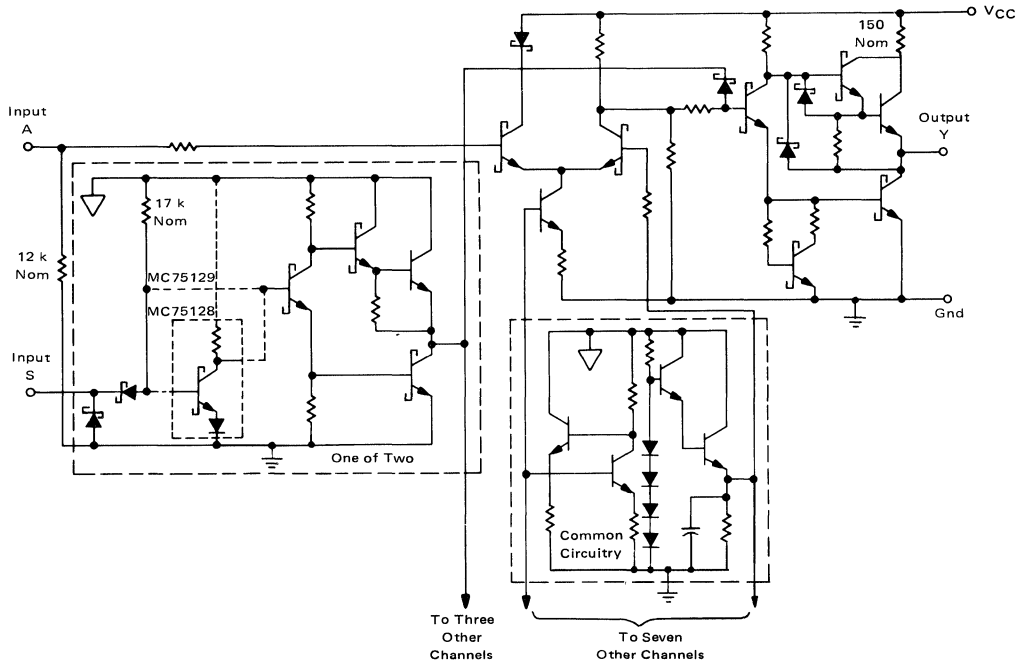 VCC
150
Nom
Input
A
Output
Y
17 k
Nom
12 k
Nom
MC75129
MC75128
Input
S
Gnd
One of Two
Common
Circuitry
To Three
Other
Channels
To Seven
Other Channels